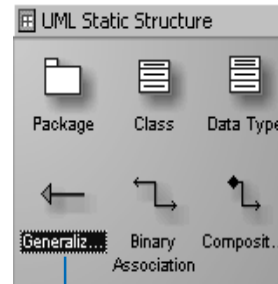 UML Static Structure
Package Class Data Type
Generaliz... Binary Composit...
Association